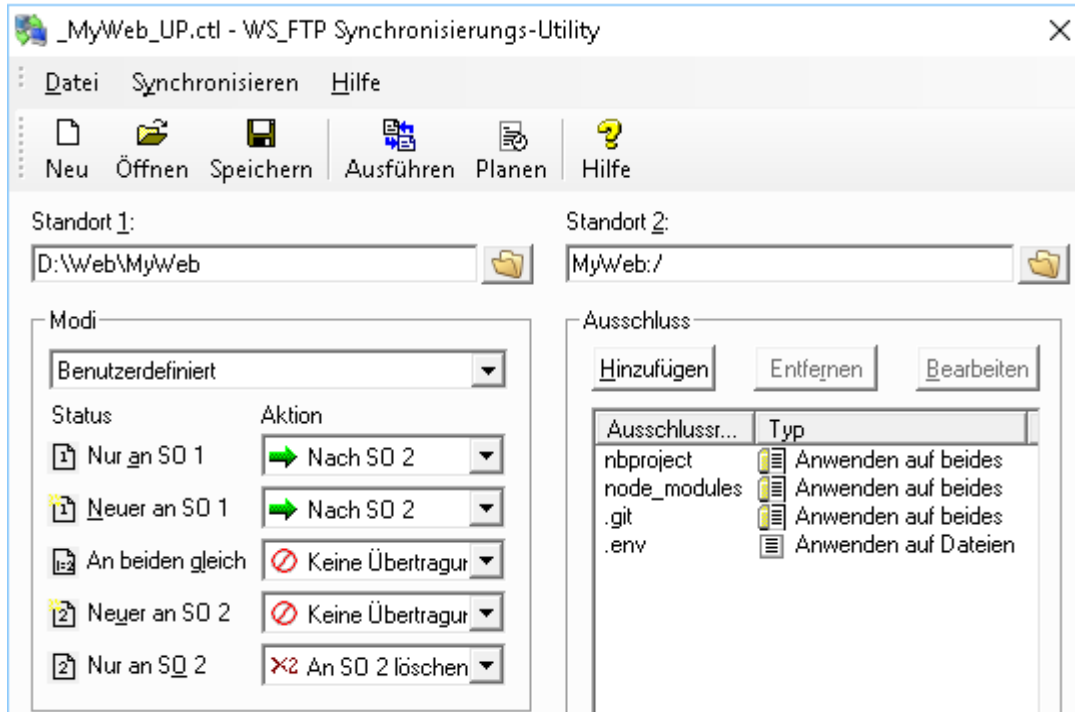 _MyWeb_UP.ctl - WS_FTP Synchronisierungs-Utility
Datei Synchronisieren Hilfe
Neu Öffnen Speichern Ausführen Planen Hilfe
Standort 1:
D:\Web\MyWeb
Standort 2:
MyWeb:/
Modi
Benutzerdefiniert
Status Aktion
Nur an SO 1 Nach SO 2
Neuer an SO 1 Nach SO 2
An beiden gleich Keine Übertragur
Neuer an SO 2 Keine Übertragur
Nur an SO 2 An SO 2 löschen
Ausschluss
Hinzufügen Entfernen Bearbeiten
Ausschlussr... Typ
nbproject Anwenden auf beides
node_modules Anwenden auf beides
.git Anwenden auf beides
.env Anwenden auf Dateien